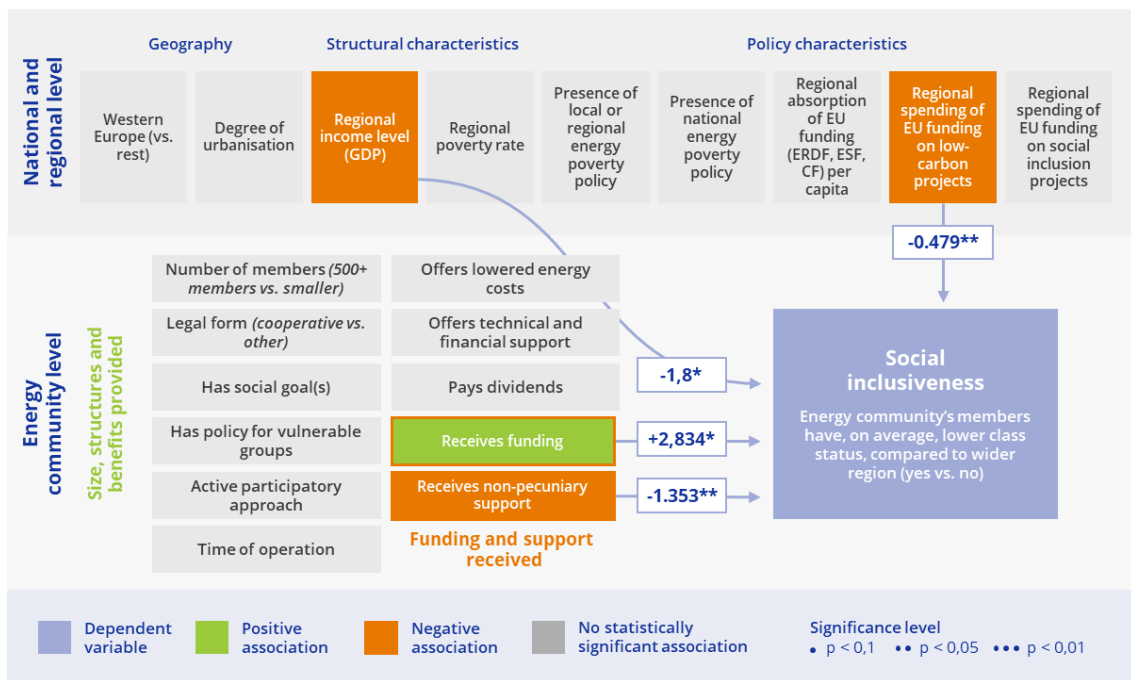 Geography
Structural characteristics
Policy characteristics
National and
regional level
Western
Europe (vs.
rest)
Degree of
urbanisation
Regional
income level
(GDP)
Regional
poverty rate
Presence of
local or
regional
energy
poverty
policy
Presence of
national
energy
poverty
policy
Regional
absorption
of EU
funding
(ERDF, ESF,
CF) per
capita
Regional
spending of
EU funding
on low-
carbon
projects
Regional
spending of
EU funding
on social
inclusion
projects
-0.479**
Energy
community level
Size, structures and
benefits provided
Number of members (500+
members vs. smaller)
Offers lowered energy
costs
Legal form (cooperative vs.
other)
Offers technical and
financial support
Has social goal(s)
Pays dividends
-1,8*
Has policy for vulnerable
groups
Receives funding
+2,834*
Active participatory
approach
Receives non-pecuniary
support
-1.353**
Time of operation
Funding and support
received
Social
inclusiveness
Energy community's members
have, on average, lower class
status, compared to wider
region (yes vs. no)
Dependent
variable
Positive
association
Negative
association
No statistically
significant association
Significance level
• p < 0,1 •• p < 0,05 ••• p < 0,01